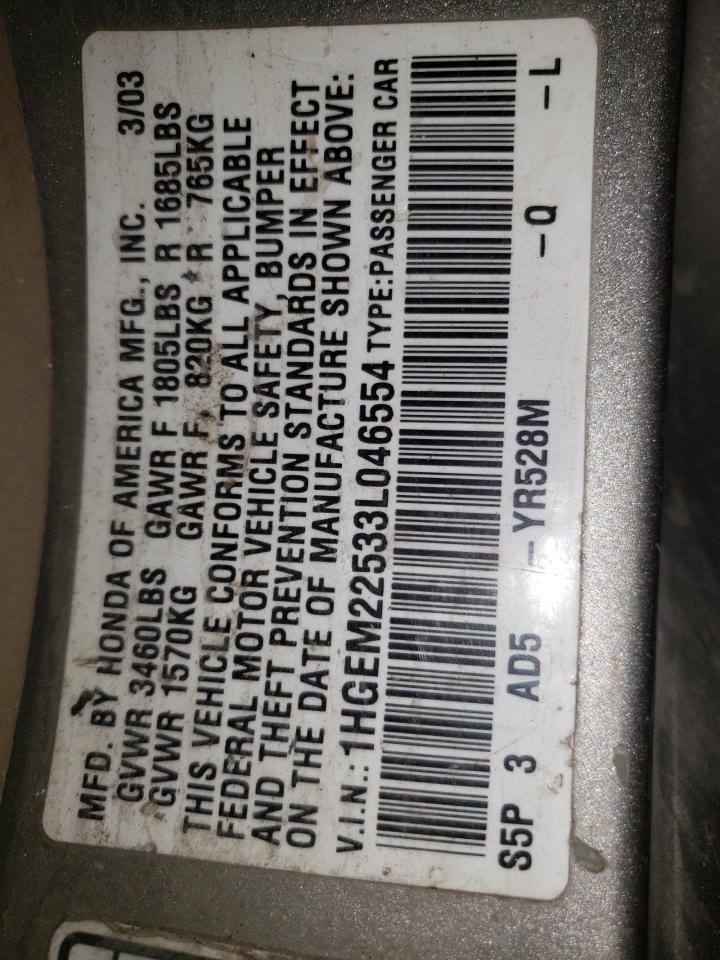 MFD. BY HONDA OF AMERICA MFG., INC. 3/03
GVWR 3460LBS GAWR F 1805LBS R 1685LBS
GVWR 1570KG GAWR F 820KG R 765KG
THIS VEHICLE CONFORMS TO ALL APPLICABLE
FEDERAL MOTOR VEHICLE SAFETY, BUMPER
AND THEFT PREVENTION STANDARDS IN EFFECT
ON THE DATE OF MANUFACTURE SHOWN ABOVE:
V.I.N.: 1HGEM22533L046554 TYPE:PASSENGER CAR
S5P 3 AD5 – YR528M –Q –L